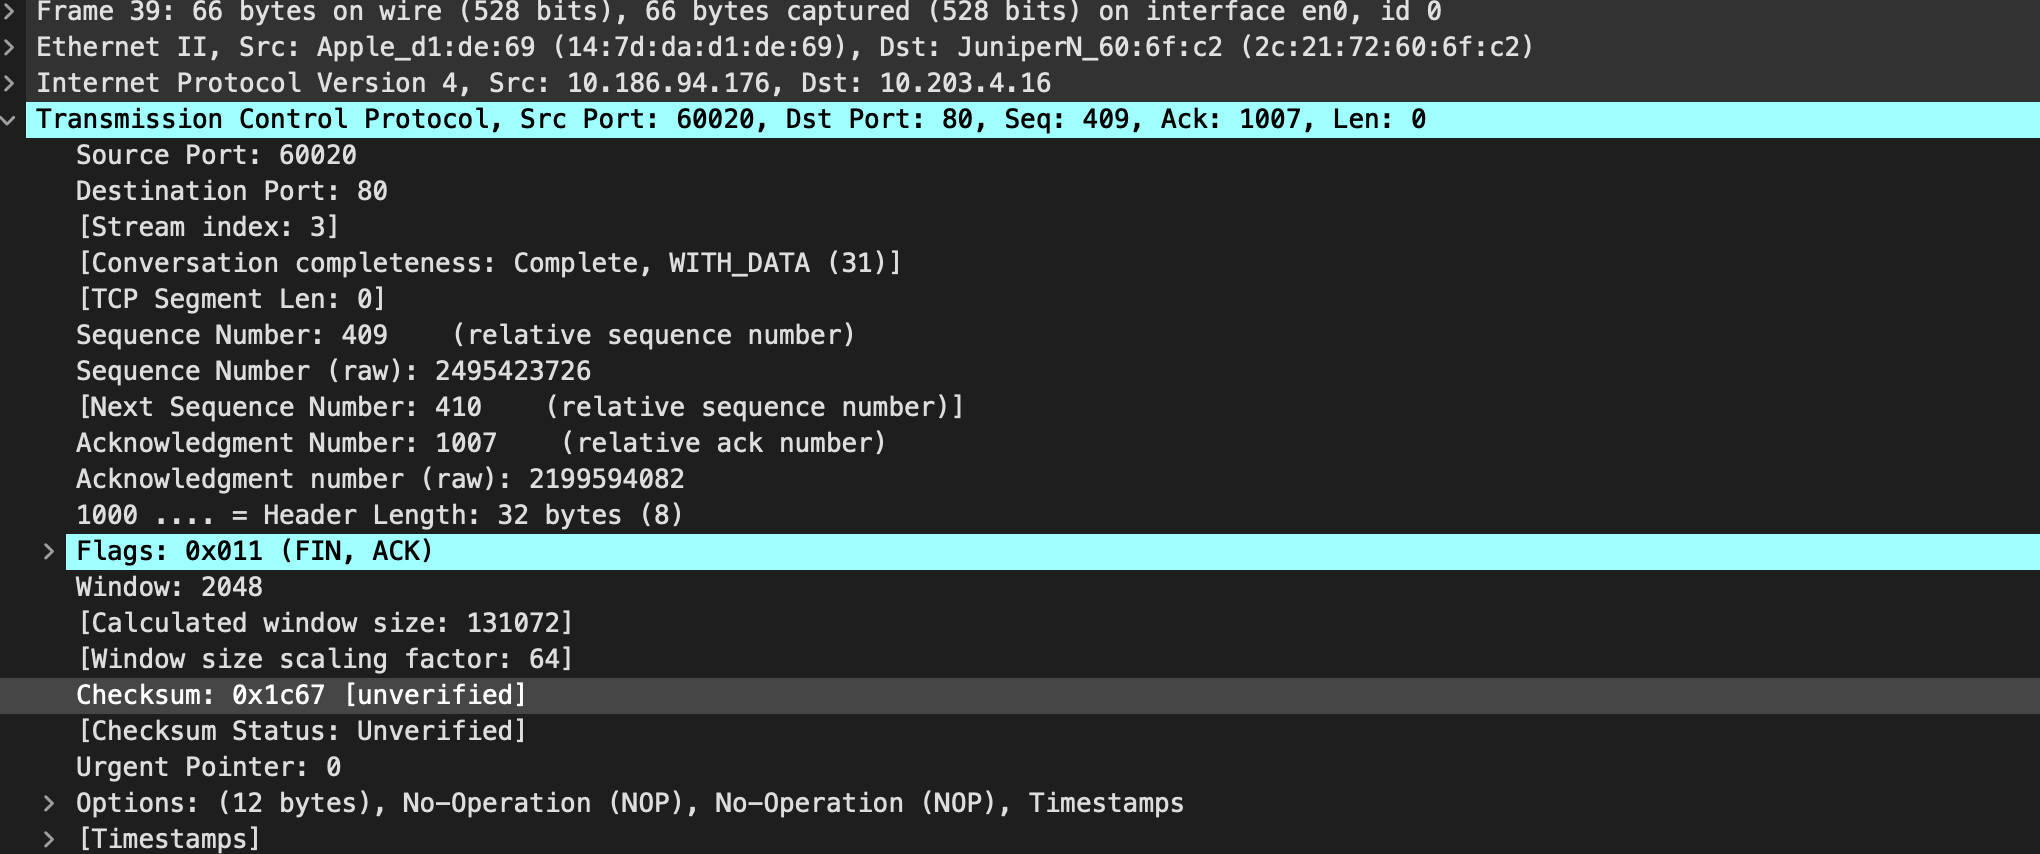 Frame 39: 66 bytes on wire (528 bits), 66 bytes captured (528 bits) on interface en0, id 0
Ethernet II, Src: Apple_d1:de:69 (14:7d:da:d1:de:69), Dst: JuniperN_60:6f:c2 (2c:21:72:60:6f:c2)
Internet Protocol Version 4, Src: 10.186.94.176, Dst: 10.203.4.16
Transmission Control Protocol, Src Port: 60020, Dst Port: 80, Seq: 409, Ack: 1007, Len: 0
Source Port: 60020
Destination Port: 80
[Stream index: 3]
[Conversation completeness: Complete, WITH_DATA (31)]
[TCP Segment Len: 0]
Sequence Number: 409    (relative sequence number)
Sequence Number (raw): 2495423726
[Next Sequence Number: 410    (relative sequence number)]
Acknowledgment Number: 1007    (relative ack number)
Acknowledgment number (raw): 2199594082
1000 .... = Header Length: 32 bytes (8)
Flags: 0x011 (FIN, ACK)
Window: 2048
[Calculated window size: 131072]
[Window size scaling factor: 64]
Checksum: 0x1c67 [unverified]
[Checksum Status: Unverified]
Urgent Pointer: 0
Options: (12 bytes), No-Operation (NOP), No-Operation (NOP), Timestamps
[Timestamps]